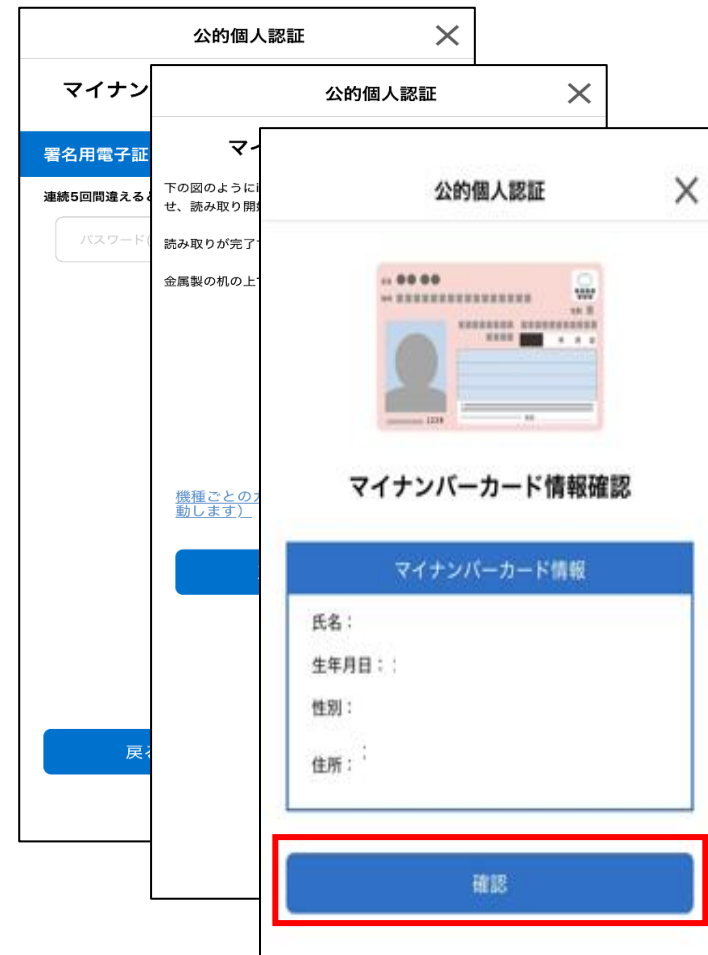 公的個人認証
マイナン
署名用電子証
連続5回間違えると
パスワード(
戻る
公的個人認証
マイ
下の図のように
せ、読み取り開始
読み取りが完了
金属製の机の上
機種ごとの
動します）
公的個人認証
1234
マイナンバーカード情報確認
マイナンバーカード情報
氏名：
生年月日：
性別：
住所：
確認